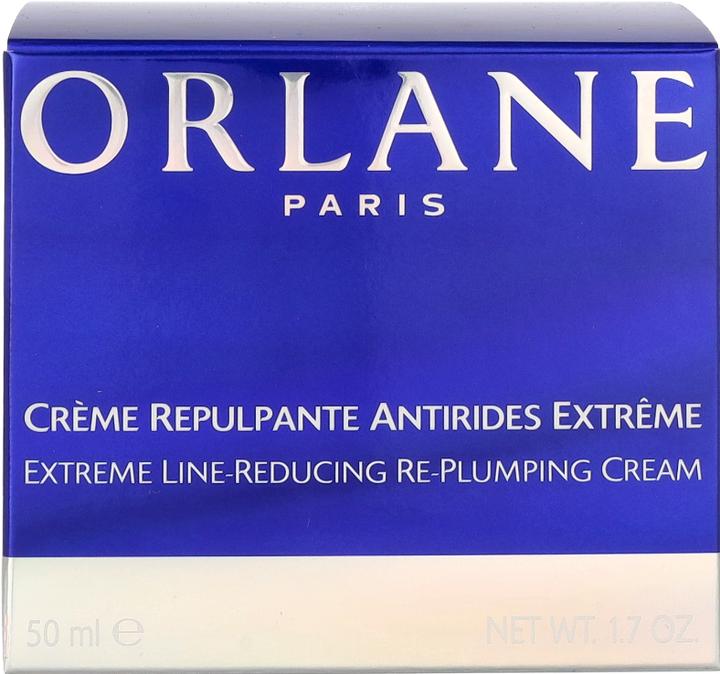 ORLANE
PARIS
CRÈME REPULPANTE ANTIRIDES EXTRÊME
EXTREME LINE-REDUCING RE-PLUMPING CREAM
50 ml ℮ NET WT. 1.7 OZ.